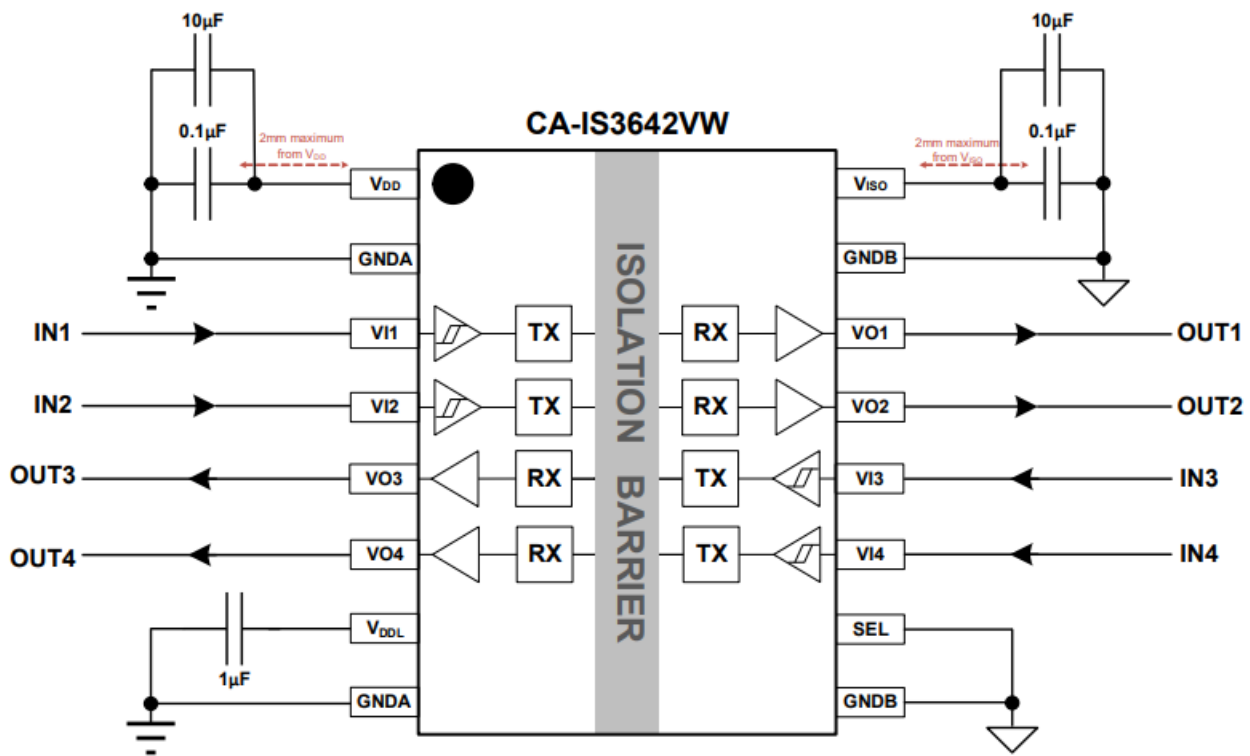 10µF
10µF
CA-IS3642VW
0.1µF
0.1µF
2mm maximum
from VDD
2mm maximum
from VISO
VDD
VISO
GNDA
GNDB
ISOLATION BARRIER
IN1
VI1
TX
RX
VO1
OUT1
IN2
VI2
TX
RX
VO2
OUT2
OUT3
VO3
RX
TX
VI3
IN3
OUT4
VO4
RX
TX
VI4
IN4
VDDL
SEL
1µF
GNDA
GNDB